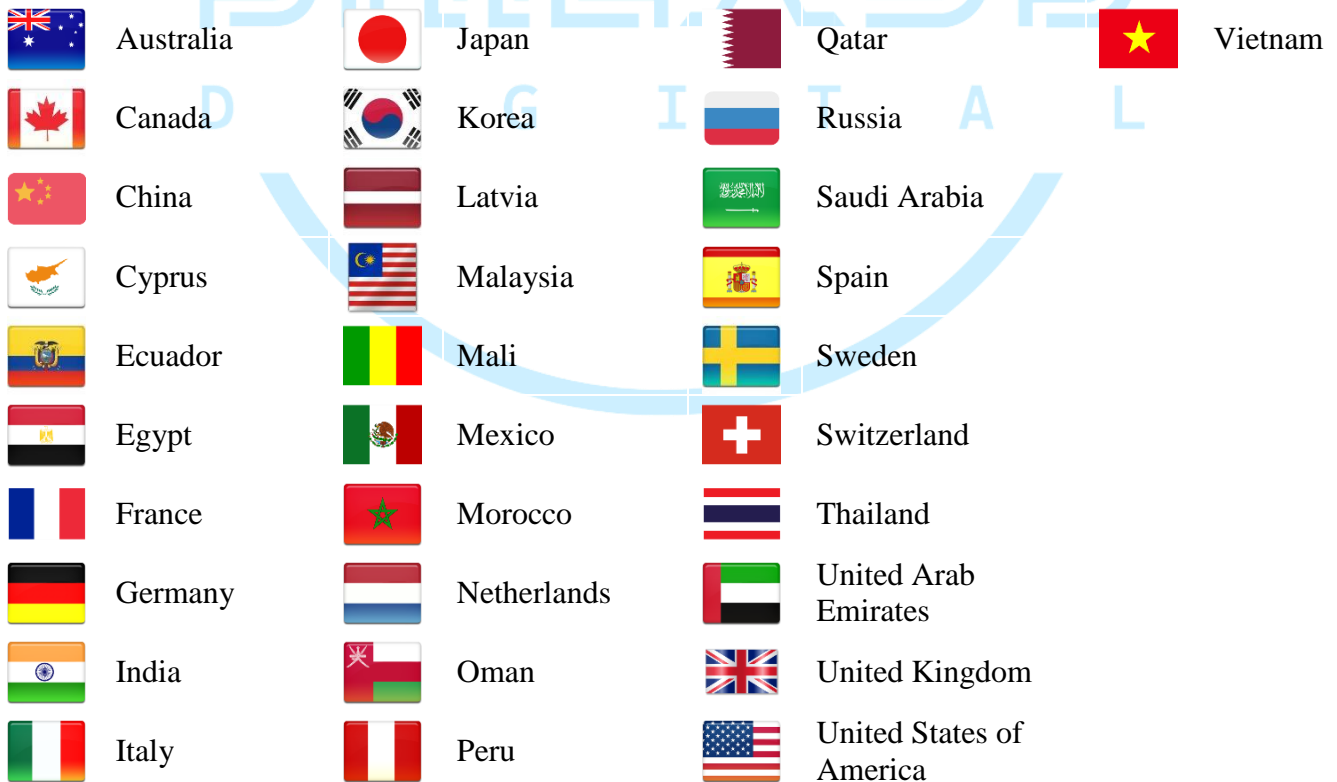 Australia
Canada
China
Cyprus
Ecuador
Egypt
France
Germany
India
Italy
Japan
Korea
Latvia
Malaysia
Mali
Mexico
Morocco
Netherlands
Oman
Peru
Qatar
Russia
Saudi Arabia
Spain
Sweden
Switzerland
Thailand
United Arab
Emirates
United Kingdom
United States of
America
Vietnam
D I G I T A L